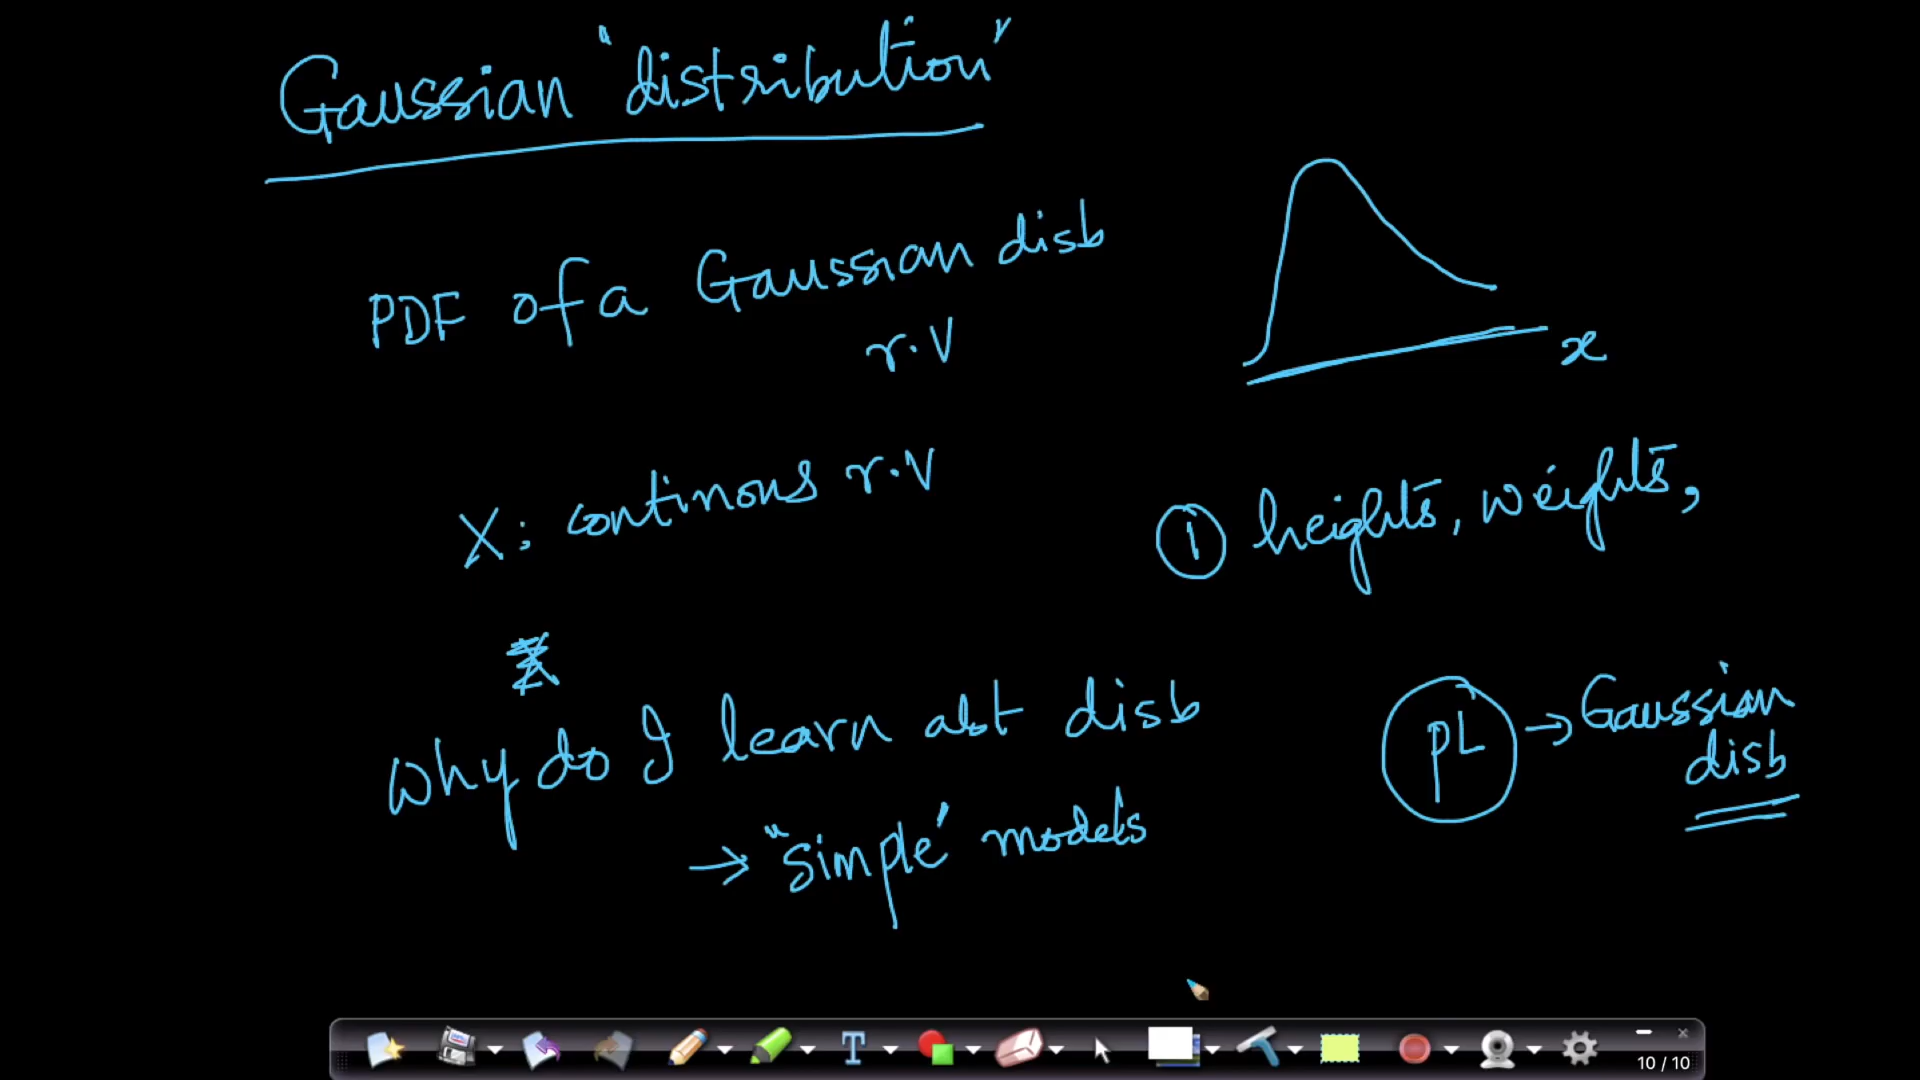 Gaussian "distribution"
PDF of a Gaussian disb
r.v
x
X: continous r.v
① heights, weights,
Why do I learn abt disb
→ "simple" models
PL → Gaussian
disb
T
10 / 10